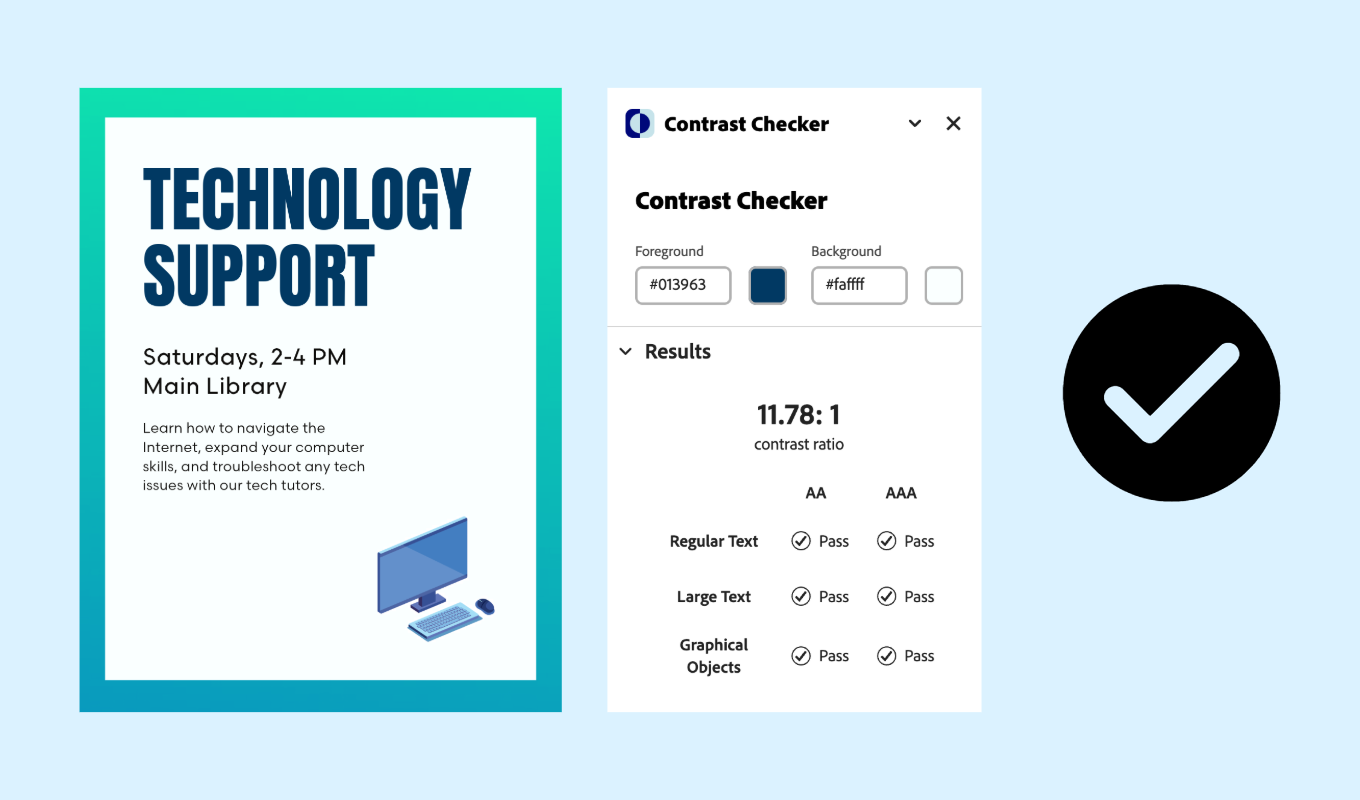 TECHNOLOGY
SUPPORT
Saturdays, 2-4 PM
Main Library
Learn how to navigate the
Internet, expand your computer
skills, and troubleshoot any tech
issues with our tech tutors.
Contrast Checker
Contrast Checker
Foreground Background
#013963 #faffff
Results
11.78: 1
contrast ratio
AA AAA
Regular Text Pass Pass
Large Text Pass Pass
Graphical
Objects Pass Pass